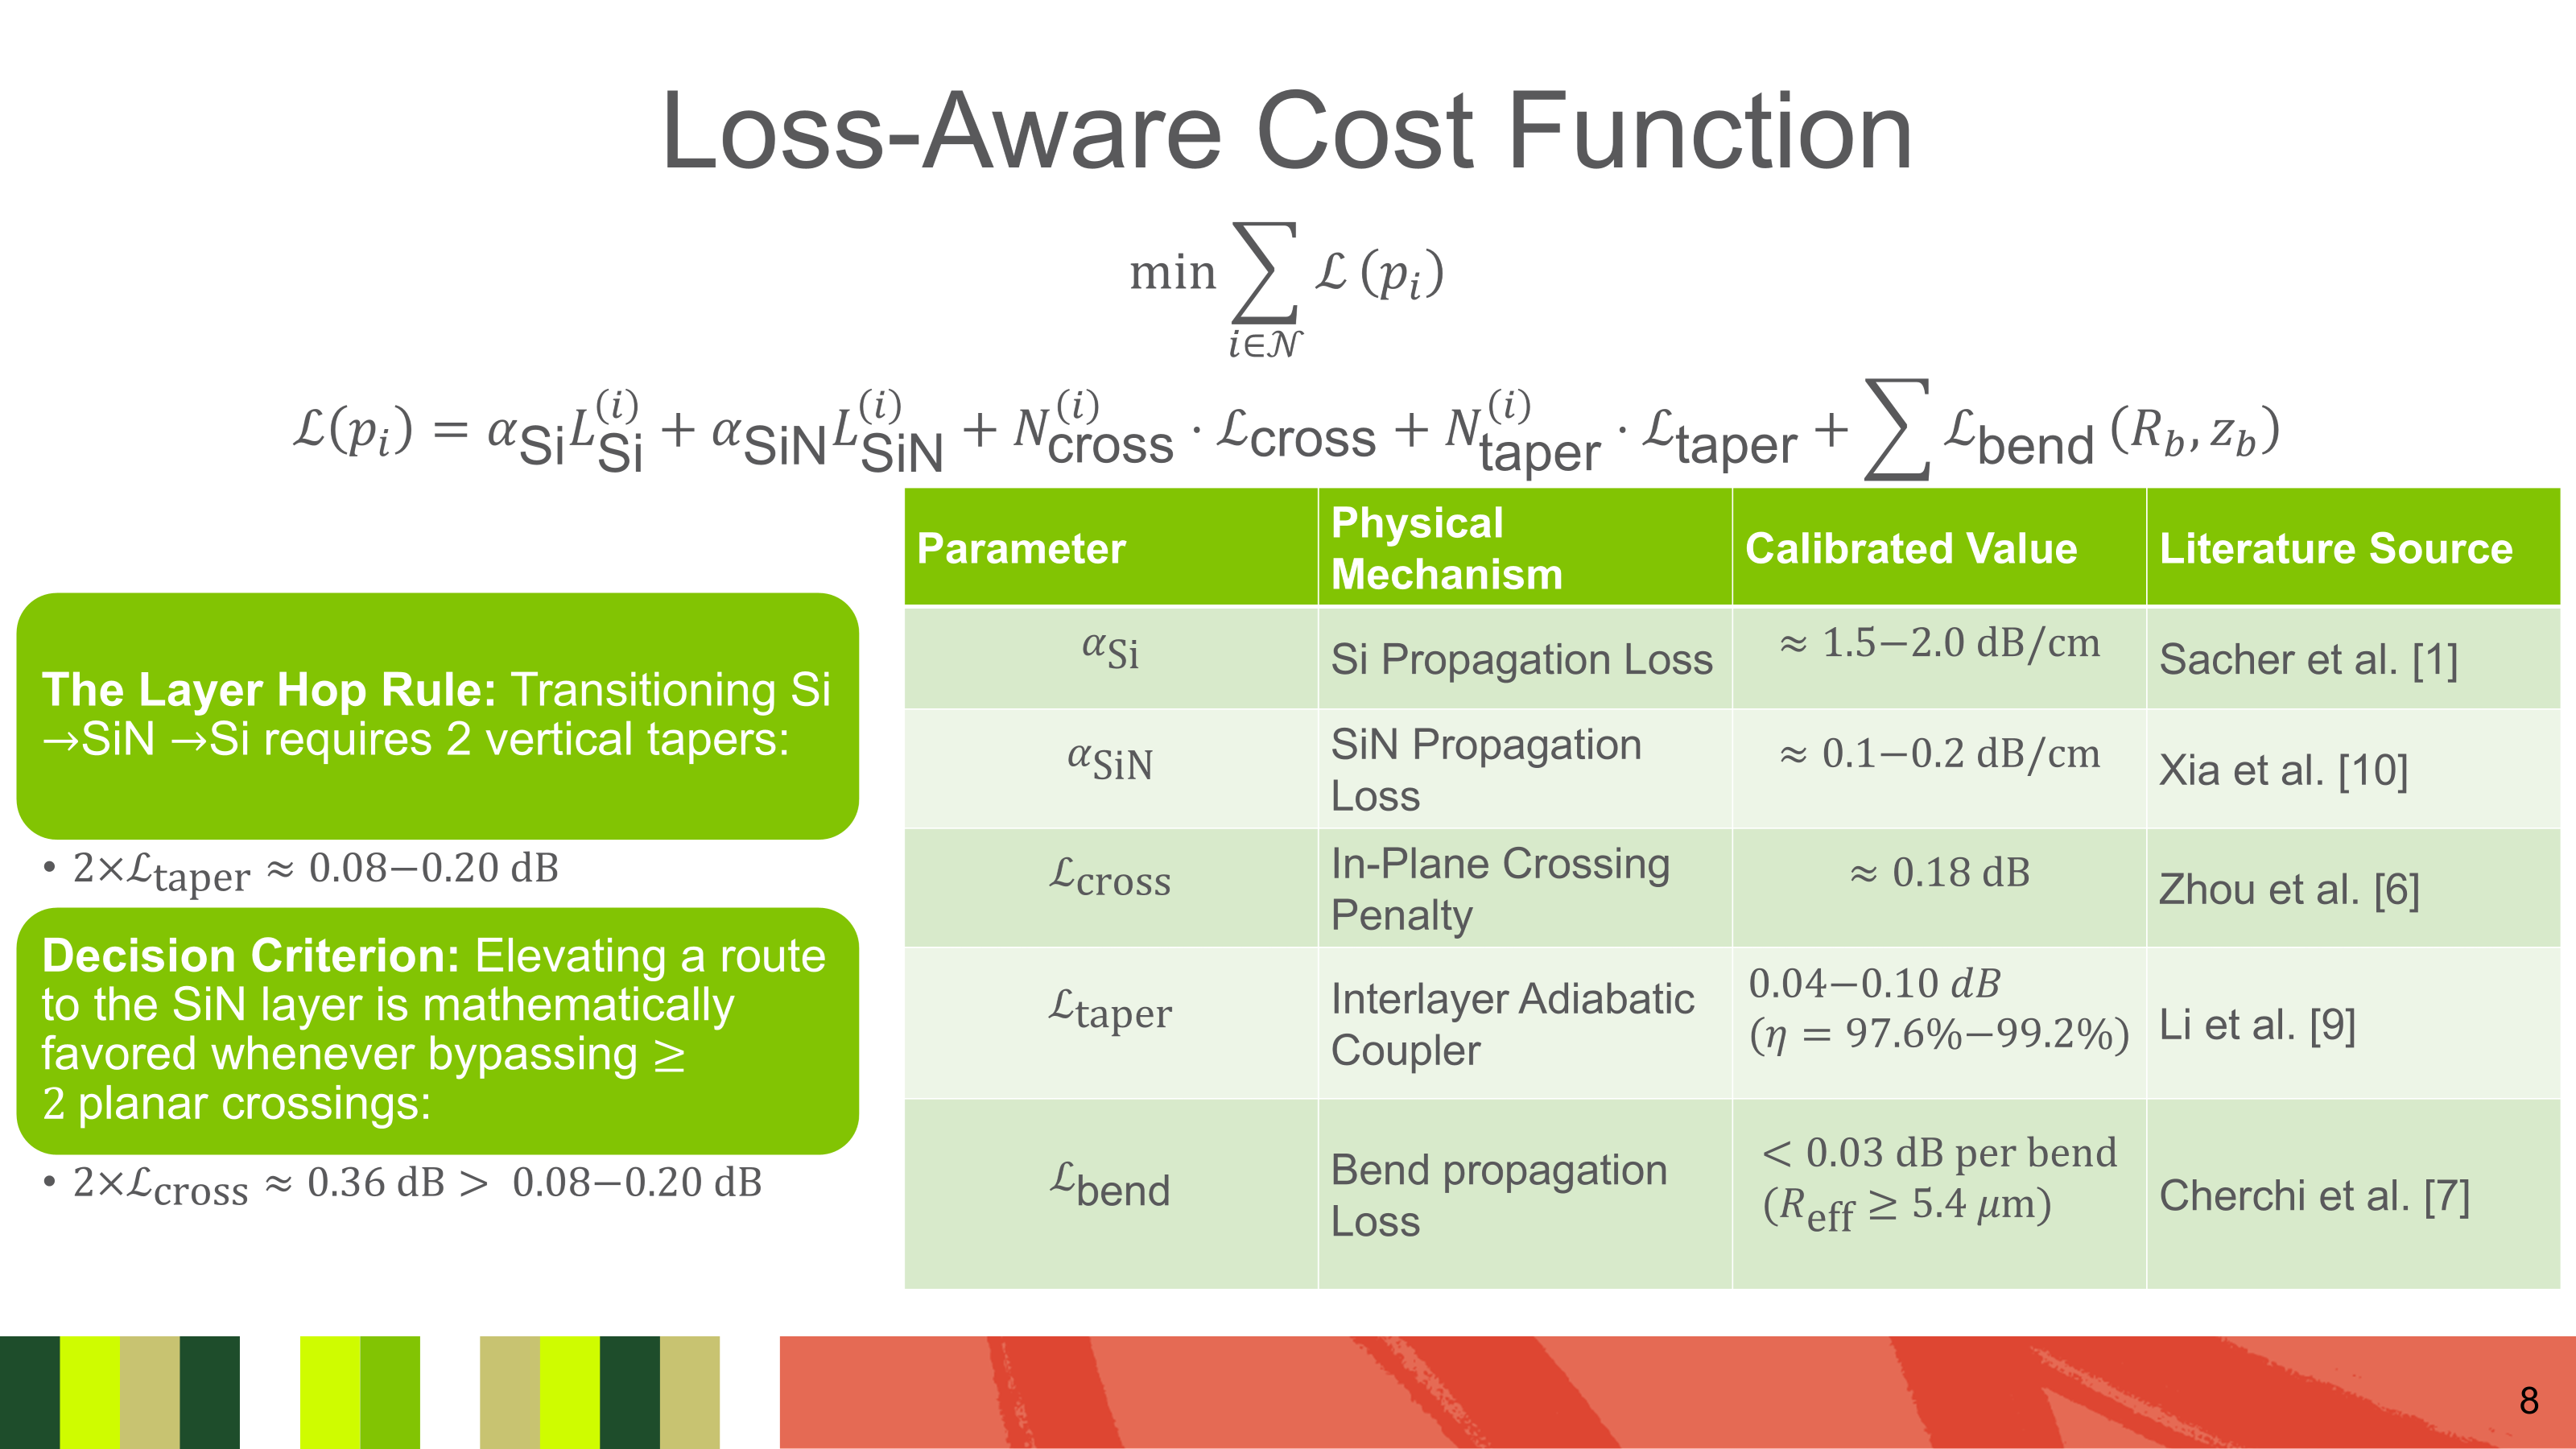 Loss-Aware Cost Function
min ∑ ℒ (pᵢ)
i∈𝒩
ℒ(pᵢ) = α_Si L_Si^(i) + α_SiN L_SiN^(i) + N_cross^(i) · ℒ_cross + N_taper^(i) · ℒ_taper + ∑ ℒ_bend (R_b, z_b)
The Layer Hop Rule: Transitioning Si
→SiN →Si requires 2 vertical tapers:
• 2×ℒ_taper ≈ 0.08−0.20 dB
Decision Criterion: Elevating a route
to the SiN layer is mathematically
favored whenever bypassing ≥
2 planar crossings:
• 2×ℒ_cross ≈ 0.36 dB > 0.08−0.20 dB
Parameter
Physical
Mechanism
Calibrated Value
Literature Source
α_Si
Si Propagation Loss
≈ 1.5−2.0 dB/cm
Sacher et al. [1]
α_SiN
SiN Propagation
Loss
≈ 0.1−0.2 dB/cm
Xia et al. [10]
ℒ_cross
In-Plane Crossing
Penalty
≈ 0.18 dB
Zhou et al. [6]
ℒ_taper
Interlayer Adiabatic
Coupler
0.04−0.10 dB
(η = 97.6%−99.2%)
Li et al. [9]
ℒ_bend
Bend propagation
Loss
< 0.03 dB per bend
(R_eff ≥ 5.4 μm)
Cherchi et al. [7]
8